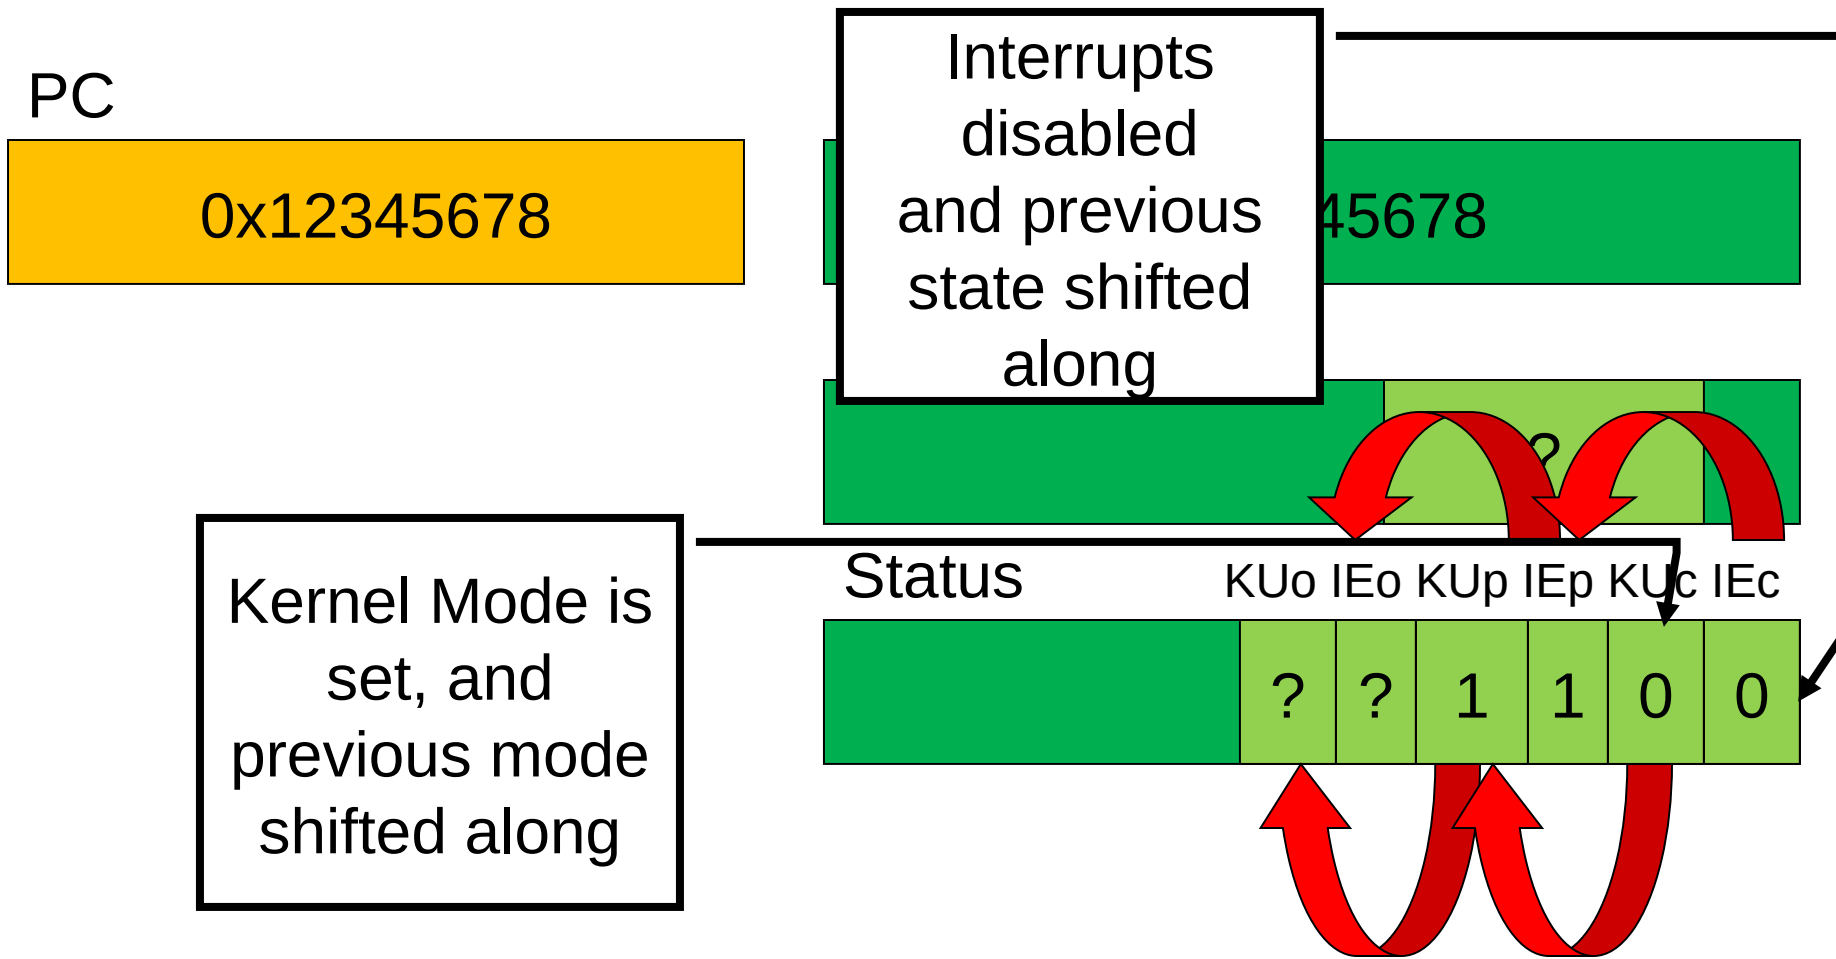 PC
0x12345678
Interrupts
disabled
and previous
state shifted
along
45678
?
Kernel Mode is
set, and
previous mode
shifted along
Status
KUo IEo KUp IEp KUc IEc
? ? 1 1 0 0